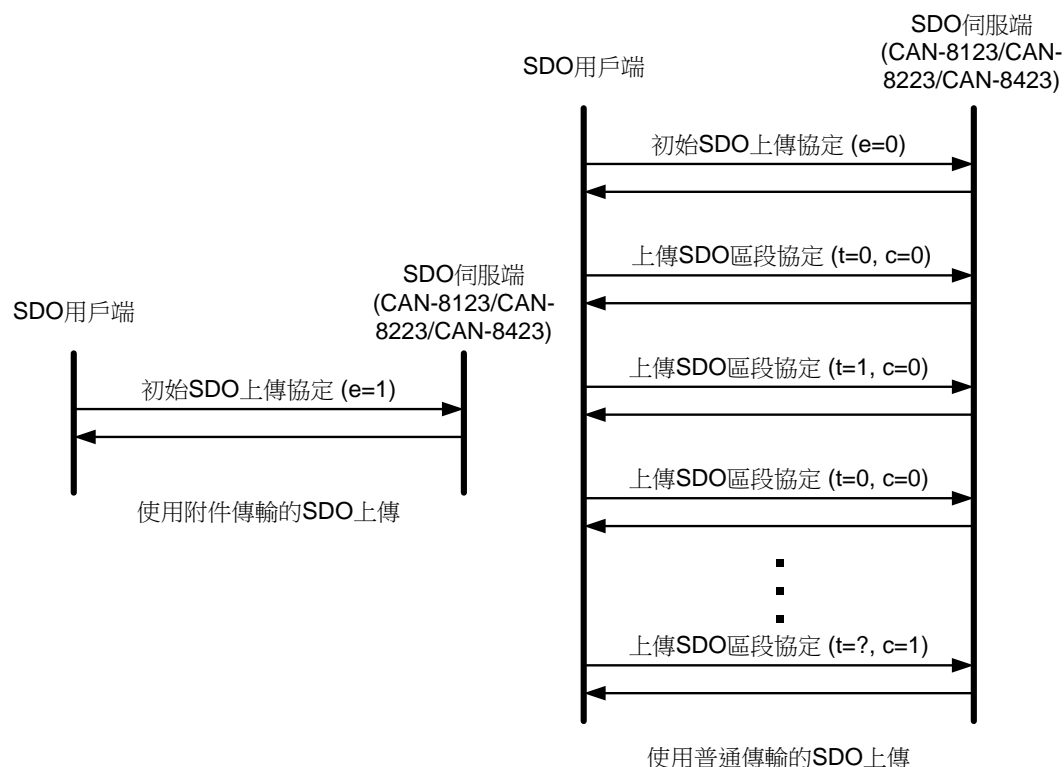 SDO用戶端
SDO伺服端
(CAN-8123/CAN-
8223/CAN-8423)
初始SDO上傳協定 (e=1)
使用附件傳輸的SDO上傳
SDO用戶端
SDO伺服端
(CAN-8123/CAN-
8223/CAN-8423)
初始SDO上傳協定 (e=0)
上傳SDO區段協定 (t=0, c=0)
上傳SDO區段協定 (t=1, c=0)
上傳SDO區段協定 (t=0, c=0)
上傳SDO區段協定 (t=?, c=1)
使用普通傳輸的SDO上傳